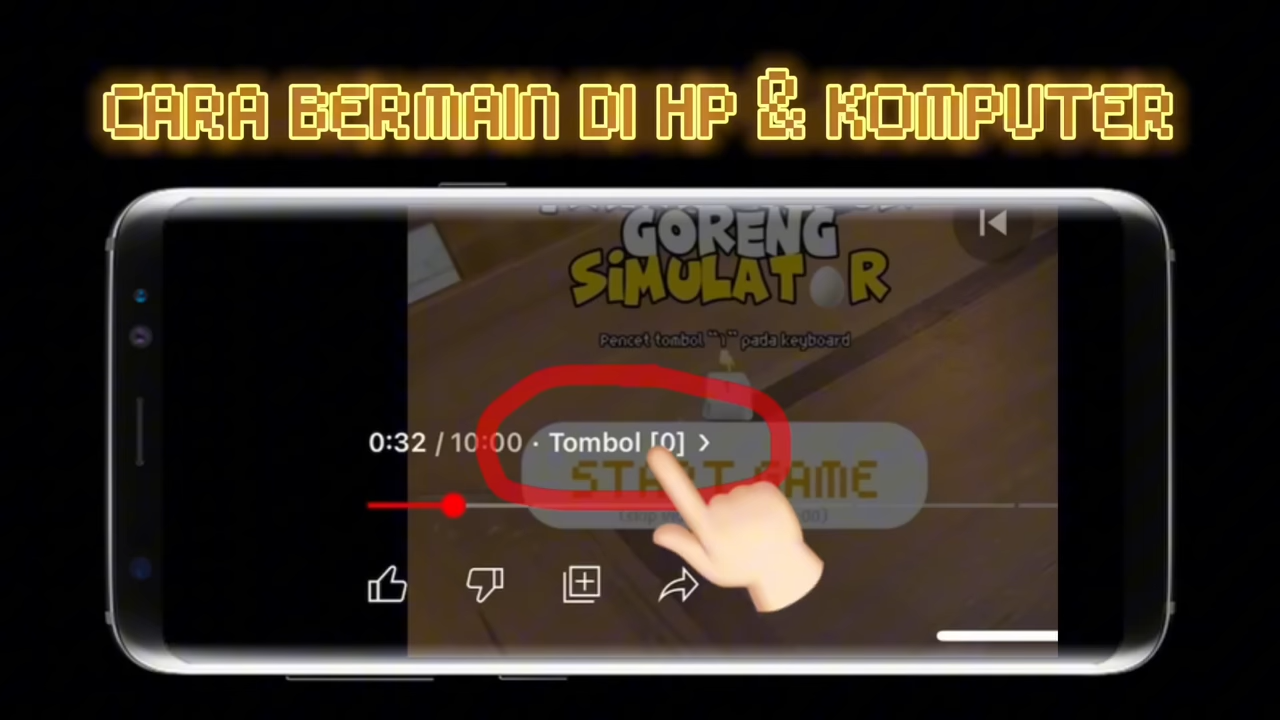 CARA BERMAIN DI HP & KOMPUTER
GORENG
SiMULATOR
Pencet tombol "1" pada keyboard
0:32 / 10:00 · Tombol [0] >
START GAME